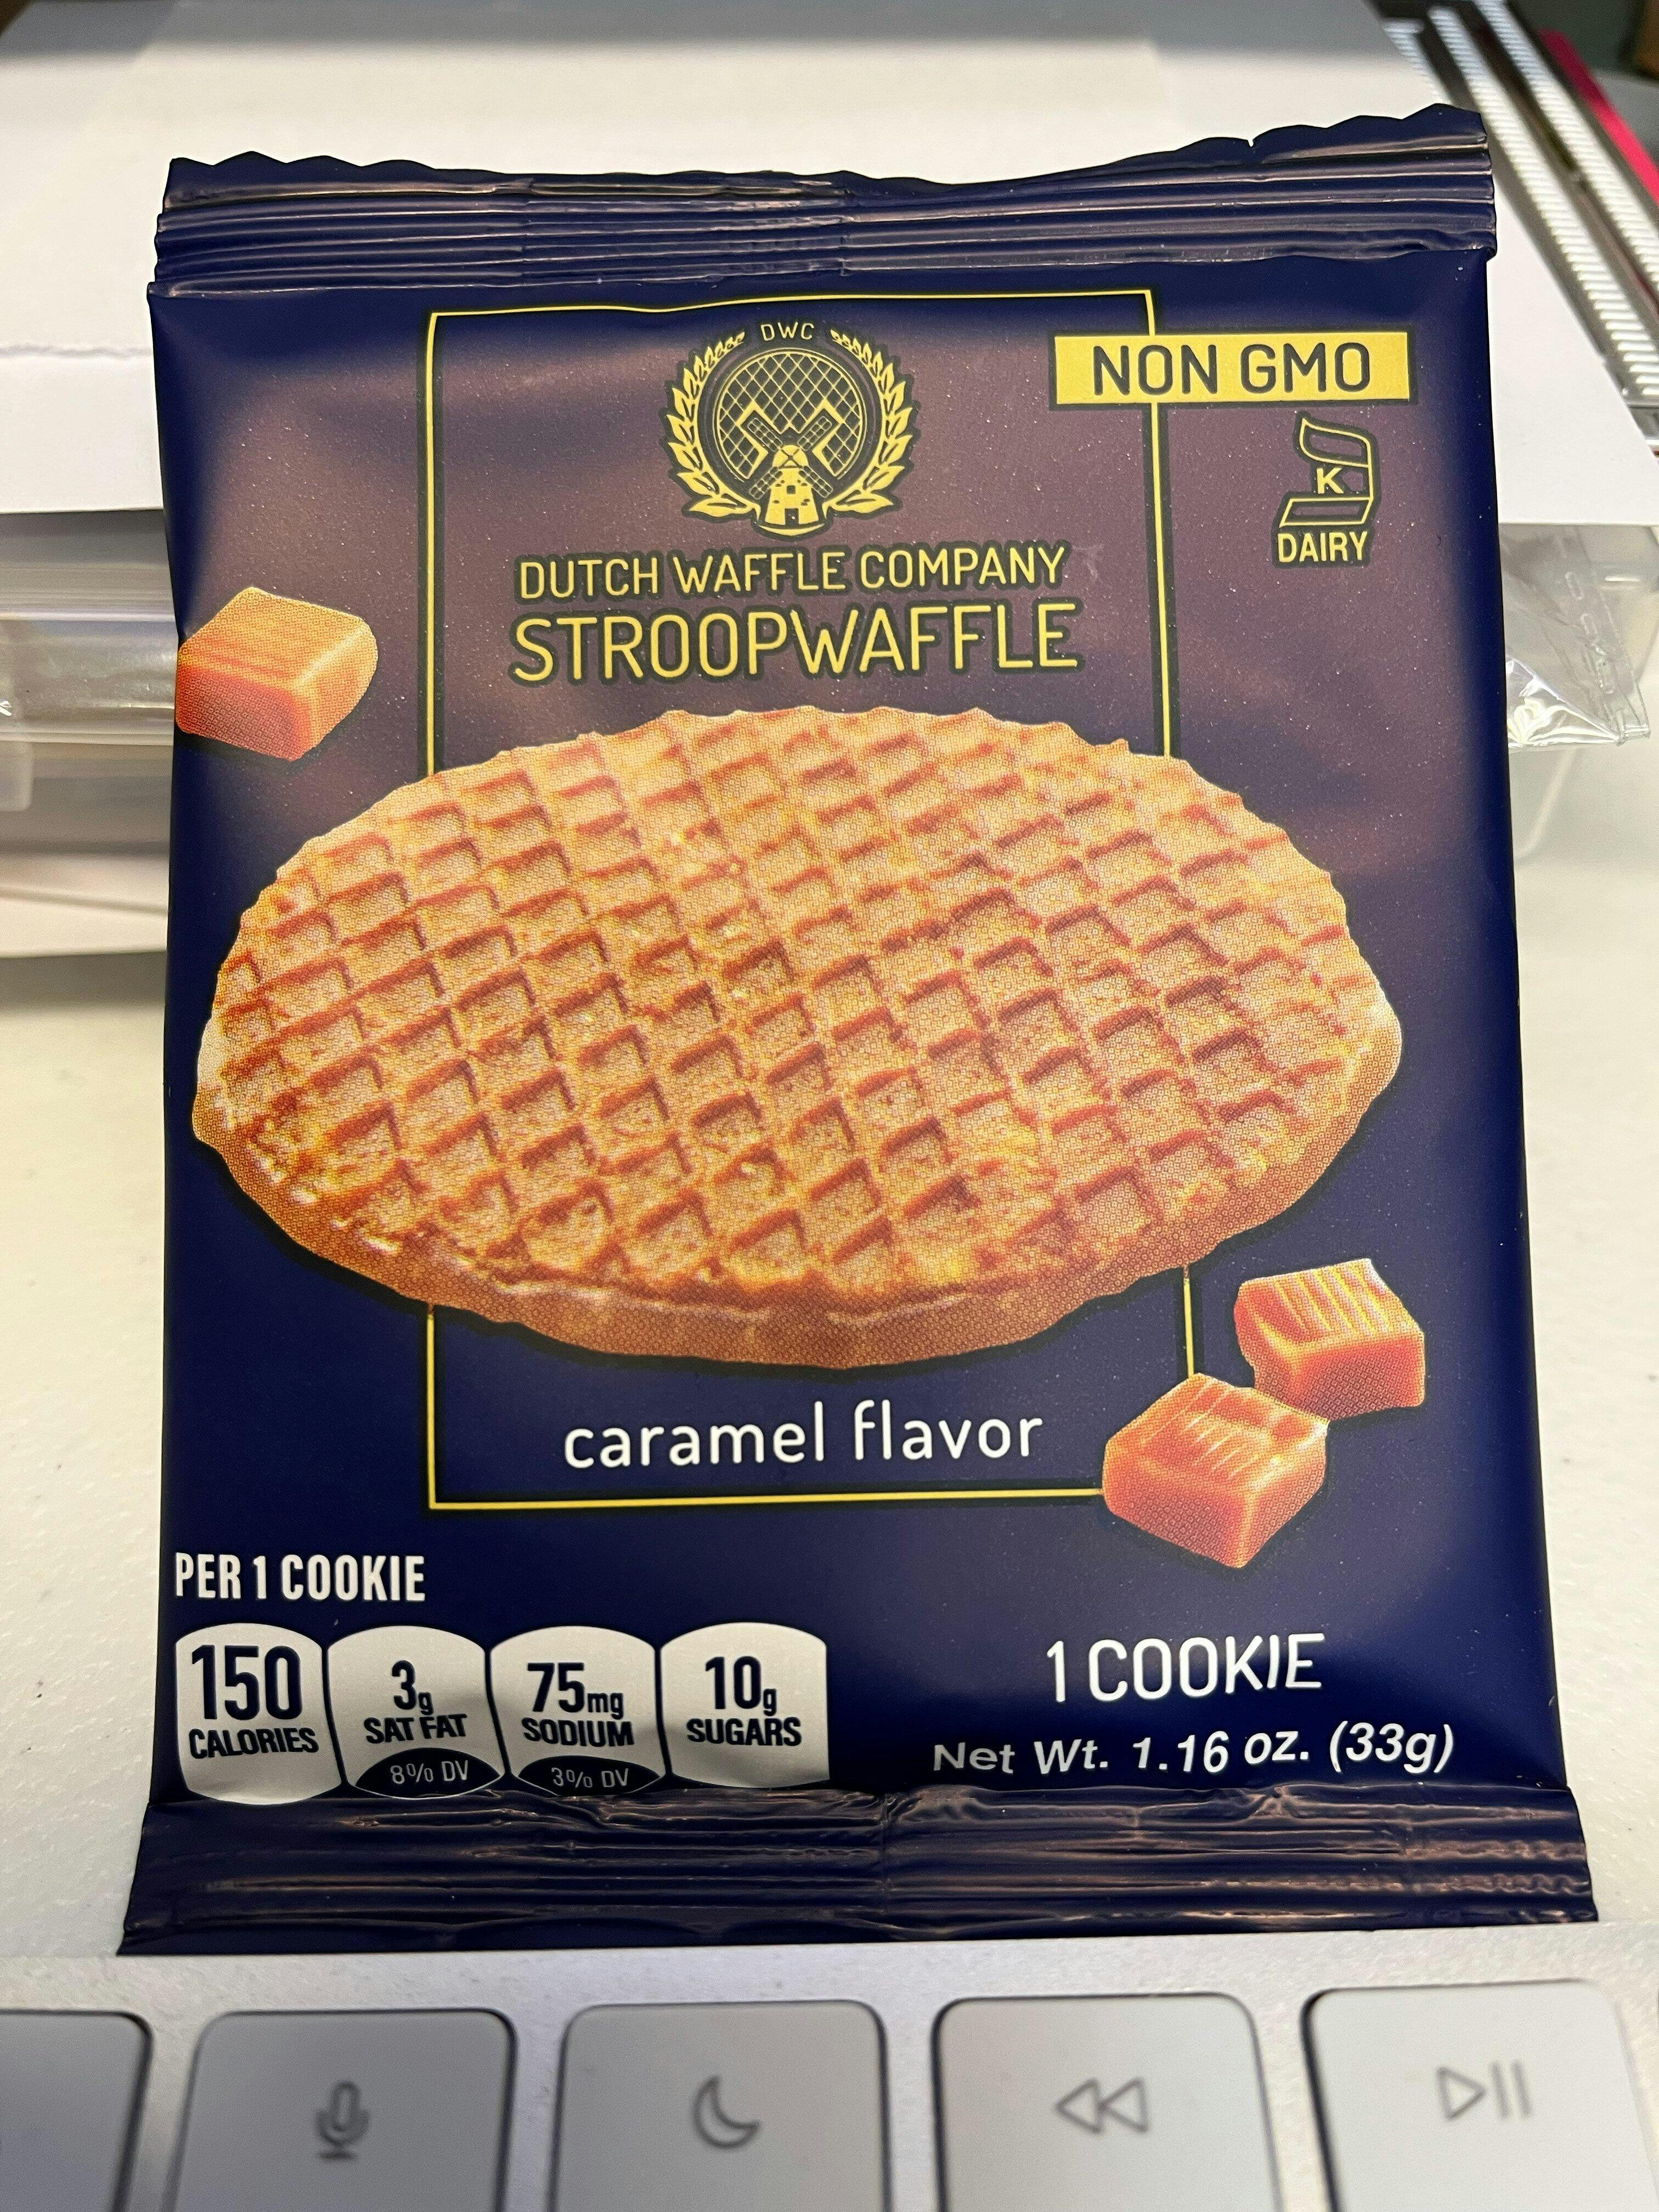 DWC
NON GMO
K
DAIRY
DUTCH WAFFLE COMPANY
STROOPWAFFLE
caramel flavor
PER 1 COOKIE
150
CALORIES
3g
SAT FAT
8% DV
75mg
SODIUM
3% DV
10g
SUGARS
1 COOKIE
Net Wt. 1.16 oz. (33g)